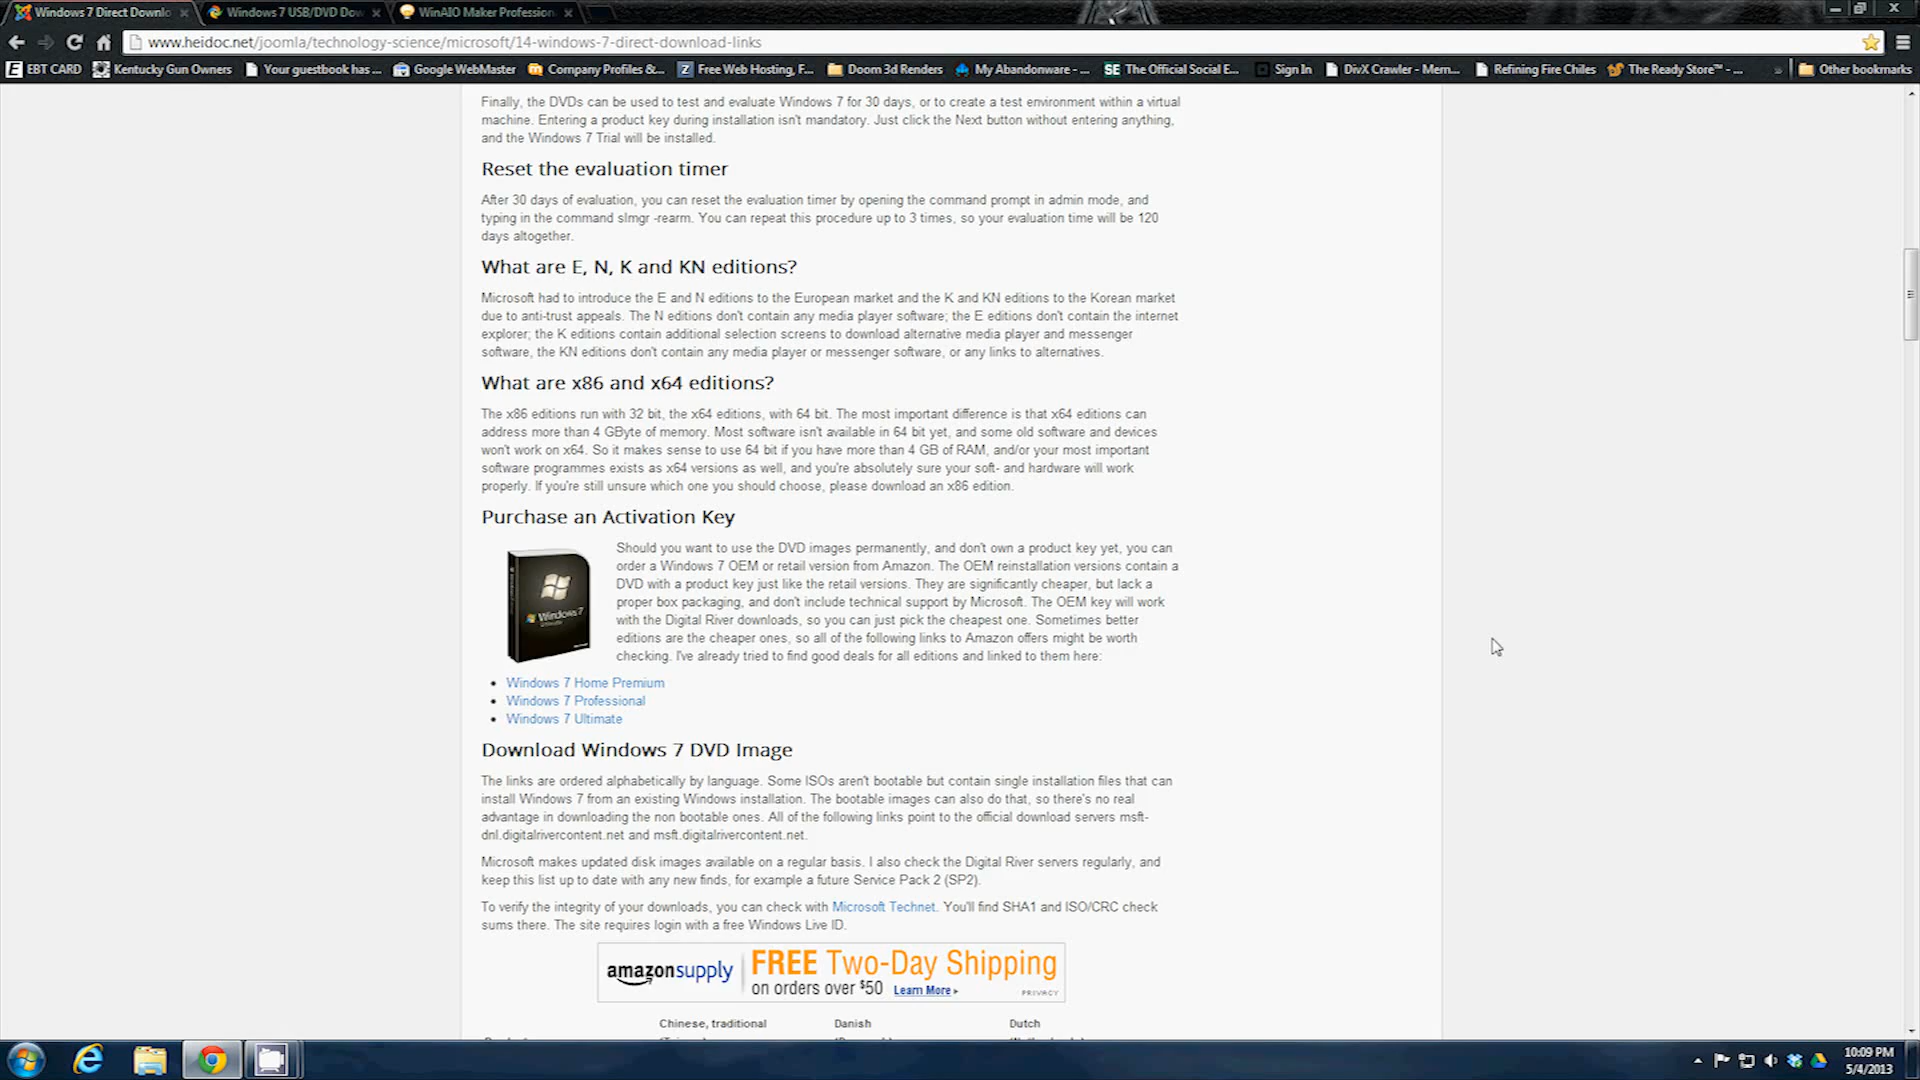 Windows 7 Direct Downlo
Windows 7 USB/DVD Dow
WinAIO Maker Profession
www.heidoc.net/joomla/technology-science/microsoft/14-windows-7-direct-download-links
EBT CARD
Kentucky Gun Owners
Your guestbook has ...
Google WebMaster
Company Profiles &...
Free Web Hosting, F...
Doom 3d Renders
My Abandonware - ...
SE The Official Social E...
Sign In
DivX Crawler - Mem...
Refining Fire Chiles
The Ready Store™ - ...
»
Other bookmarks
Finally, the DVDs can be used to test and evaluate Windows 7 for 30 days, or to create a test environment within a virtual
machine. Entering a product key during installation isn't mandatory. Just click the Next button without entering anything,
and the Windows 7 Trial will be installed.
Reset the evaluation timer
After 30 days of evaluation, you can reset the evaluation timer by opening the command prompt in admin mode, and
typing in the command slmgr -rearm. You can repeat this procedure up to 3 times, so your evaluation time will be 120
days altogether.
What are E, N, K and KN editions?
Microsoft had to introduce the E and N editions to the European market and the K and KN editions to the Korean market
due to anti-trust appeals. The N editions don't contain any media player software; the E editions don't contain the internet
explorer; the K editions contain additional selection screens to download alternative media player and messenger
software, the KN editions don't contain any media player or messenger software, or any links to alternatives.
What are x86 and x64 editions?
The x86 editions run with 32 bit, the x64 editions, with 64 bit. The most important difference is that x64 editions can
address more than 4 GByte of memory. Most software isn't available in 64 bit yet, and some old software and devices
won't work on x64. So it makes sense to use 64 bit if you have more than 4 GB of RAM, and/or your most important
software programmes exists as x64 versions as well, and you're absolutely sure your soft- and hardware will work
properly. If you're still unsure which one you should choose, please download an x86 edition.
Purchase an Activation Key
Should you want to use the DVD images permanently, and don't own a product key yet, you can
order a Windows 7 OEM or retail version from Amazon. The OEM reinstallation versions contain a
DVD with a product key just like the retail versions. They are significantly cheaper, but lack a
proper box packaging, and don't include technical support by Microsoft. The OEM key will work
with the Digital River downloads, so you can just pick the cheapest one. Sometimes better
editions are the cheaper ones, so all of the following links to Amazon offers might be worth
checking. I've already tried to find good deals for all editions and linked to them here:
Windows 7
• Windows 7 Home Premium
• Windows 7 Professional
• Windows 7 Ultimate
Download Windows 7 DVD Image
The links are ordered alphabetically by language. Some ISOs aren't bootable but contain single installation files that can
install Windows 7 from an existing Windows installation. The bootable images can also do that, so there's no real
advantage in downloading the non bootable ones. All of the following links point to the official download servers msft-
dnl.digitalrivercontent.net and msft.digitalrivercontent.net.
Microsoft makes updated disk images available on a regular basis. I also check the Digital River servers regularly, and
keep this list up to date with any new finds, for example a future Service Pack 2 (SP2).
To verify the integrity of your downloads, you can check with Microsoft Technet. You'll find SHA1 and ISO/CRC check
sums there. The site requires login with a free Windows Live ID.
amazonsupply
FREE Two-Day Shipping
on orders over $50 Learn More ▸
PRIVACY
Chinese, traditional
Danish
Dutch
10:09 PM
5/4/2013